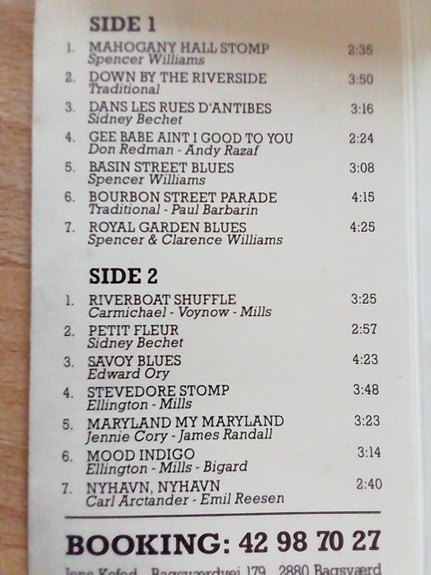 SIDE 1
1. MAHOGANY HALL STOMP 2:35
Spencer Williams
2. DOWN BY THE RIVERSIDE 3:50
Traditional
3. DANS LES RUES D'ANTIBES 3:16
Sidney Bechet
4. GEE BABE AINT I GOOD TO YOU 2:24
Don Redman - Andy Razaf
5. BASIN STREET BLUES 3:08
Spencer Williams
6. BOURBON STREET PARADE 4:15
Traditional - Paul Barbarin
7. ROYAL GARDEN BLUES 4:25
Spencer & Clarence Williams
SIDE 2
1. RIVERBOAT SHUFFLE 3:25
Carmichael - Voynow - Mills
2. PETIT FLEUR 2:57
Sidney Bechet
3. SAVOY BLUES 4:23
Edward Ory
4. STEVEDORE STOMP 3:48
Ellington - Mills
5. MARYLAND MY MARYLAND 3:23
Jennie Cory - James Randall
6. MOOD INDIGO 3:14
Ellington - Mills - Bigard
7. NYHAVN, NYHAVN 2:40
Carl Arctander - Emil Reesen
BOOKING: 42 98 70 27
Jens Kofed - Bagsværdvej 179 2880 Bagsværd